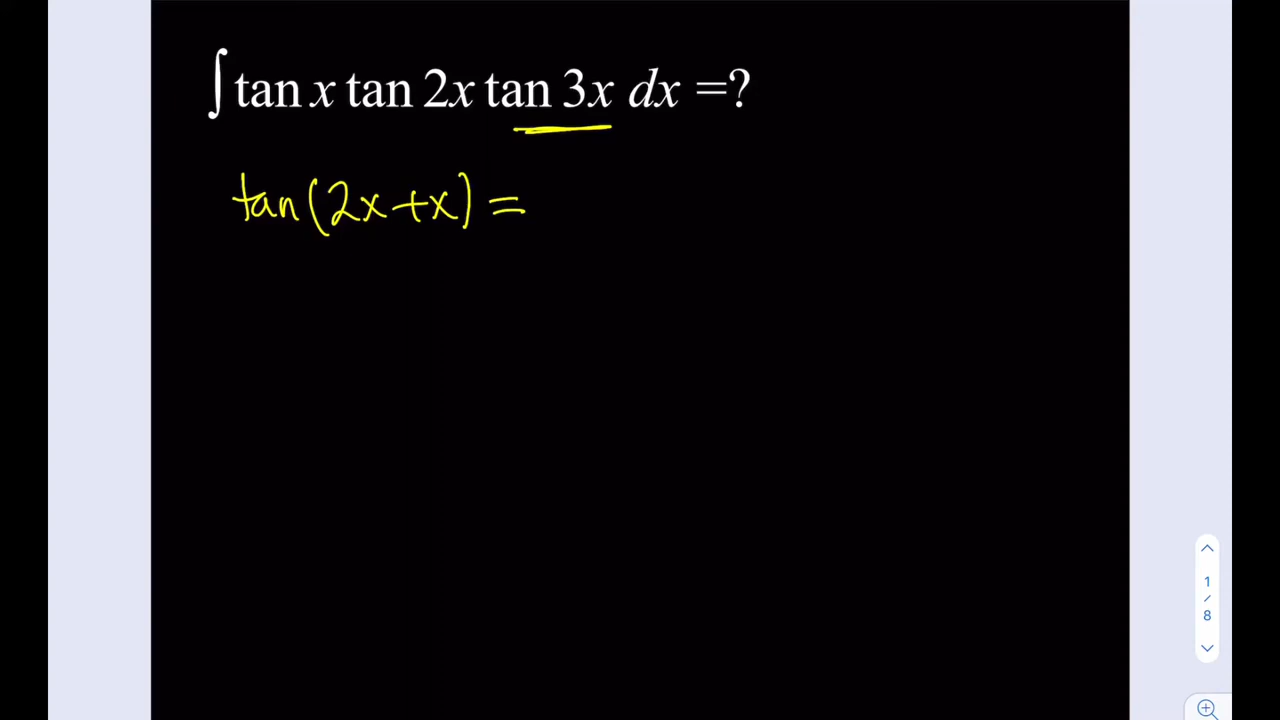 ∫ tan x tan 2x tan 3x dx =?
tan(2x+x) =
1
/
8